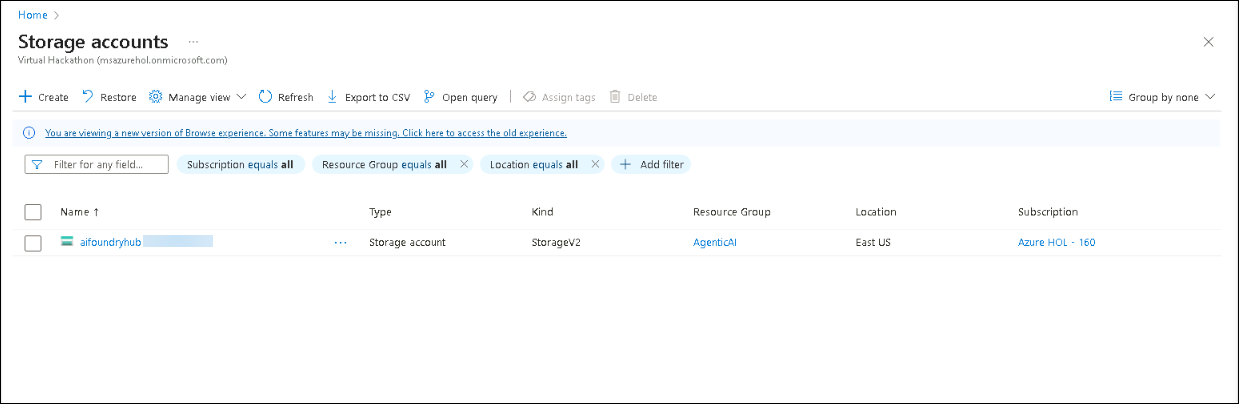 Home
Storage accounts ...
Virtual Hackathon (msazurehol.onmicrosoft.com)
Create Restore Manage view Refresh Export to CSV Open query Assign tags Delete Group by none
You are viewing a new version of Browse experience. Some features may be missing. Click here to access the old experience.
Filter for any field... Subscription equals all Resource Group equals all Location equals all Add filter
Name ↑ Type Kind Resource Group Location Subscription
aifoundryhub ... Storage account StorageV2 AgenticAI East US Azure HOL - 160